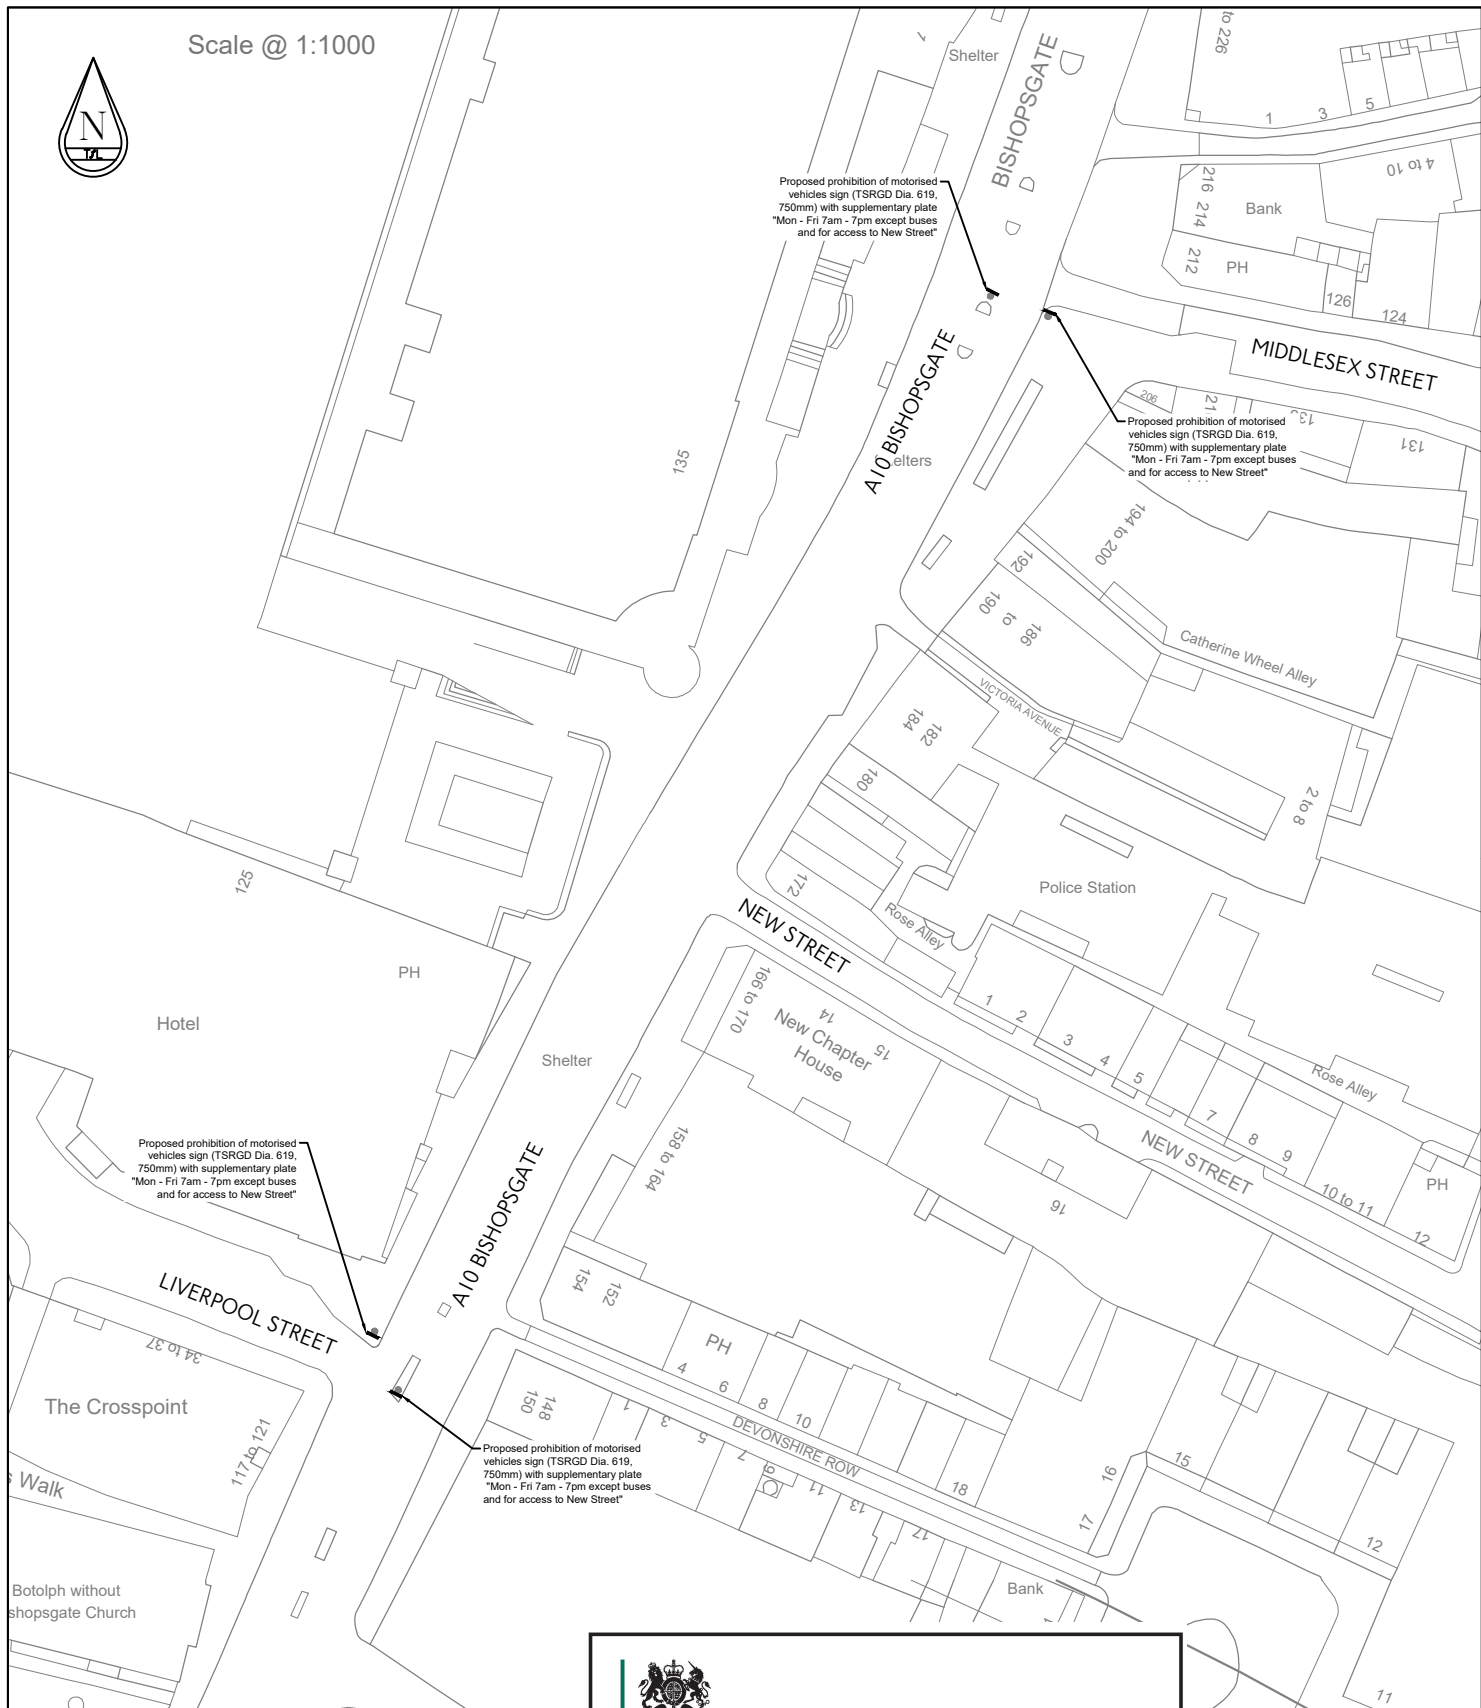 Scale @ 1:1000
N
TfL
7
Shelter
BISHOPSGATE
to 226
1
3
5
4 to 10
216
214
212
Bank
PH
126
124
MIDDLESEX STREET
Proposed prohibition of motorised
vehicles sign (TSRGD Dia. 619,
750mm) with supplementary plate
"Mon - Fri 7am - 7pm except buses
and for access to New Street"
A10 BISHOPSGATE
elters
206
131
Proposed prohibition of motorised
vehicles sign (TSRGD Dia. 619,
750mm) with supplementary plate
"Mon - Fri 7am - 7pm except buses
and for access to New Street"
135
194 to 200
192
190
to
186
Catherine Wheel Alley
VICTORIA AVENUE
184
182
180
2 to 8
172
Police Station
125
NEW STREET
Rose Alley
PH
Hotel
166 to 170
14
New Chapter
House
15
1
2
3
4
5
7
8
9
10 to 11
12
PH
Rose Alley
NEW STREET
Shelter
158 to 164
16
Proposed prohibition of motorised
vehicles sign (TSRGD Dia. 619,
750mm) with supplementary plate
"Mon - Fri 7am - 7pm except buses
and for access to New Street"
A10 BISHOPSGATE
LIVERPOOL STREET
34 to 37
154
152
PH
4
6
8
10
18
DEVONSHIRE ROW
150
148
1
3
5
7
9
11
13
17
16
17
15
12
The Crosspoint
117 to 121
Walk
Proposed prohibition of motorised
vehicles sign (TSRGD Dia. 619,
750mm) with supplementary plate
"Mon - Fri 7am - 7pm except buses
and for access to New Street"
Botolph without
shopsgate Church
Bank
11